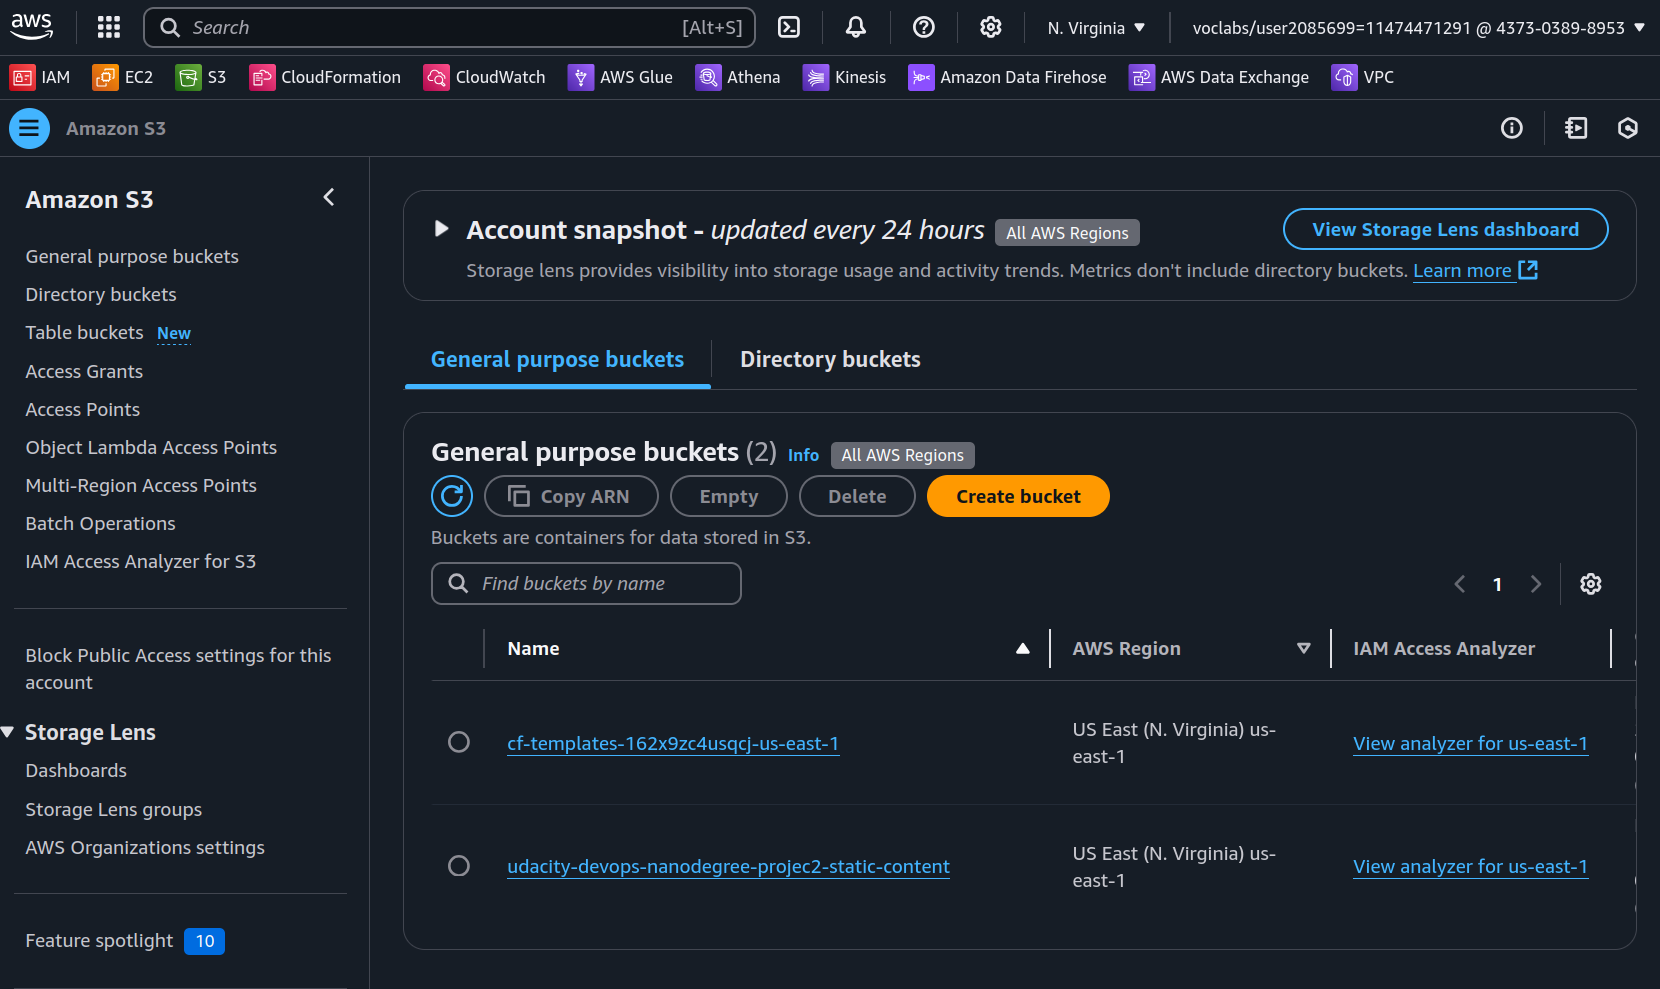 aws
Search [Alt+S]
N. Virginia
voclabs/user2085699=11474471291 @ 4373-0389-8953
IAM EC2 S3 CloudFormation CloudWatch AWS Glue Athena Kinesis Amazon Data Firehose AWS Data Exchange VPC
Amazon S3
Amazon S3
General purpose buckets
Directory buckets
Table buckets New
Access Grants
Access Points
Object Lambda Access Points
Multi-Region Access Points
Batch Operations
IAM Access Analyzer for S3
Block Public Access settings for this
account
Storage Lens
Dashboards
Storage Lens groups
AWS Organizations settings
Feature spotlight 10
Account snapshot - updated every 24 hours All AWS Regions
View Storage Lens dashboard
Storage lens provides visibility into storage usage and activity trends. Metrics don't include directory buckets. Learn more
General purpose buckets
Directory buckets
General purpose buckets (2) Info All AWS Regions
Copy ARN Empty Delete Create bucket
Buckets are containers for data stored in S3.
Find buckets by name
1
Name AWS Region IAM Access Analyzer
cf-templates-162x9zc4usqcj-us-east-1
US East (N. Virginia) us-
east-1
View analyzer for us-east-1
udacity-devops-nanodegree-projec2-static-content
US East (N. Virginia) us-
east-1
View analyzer for us-east-1